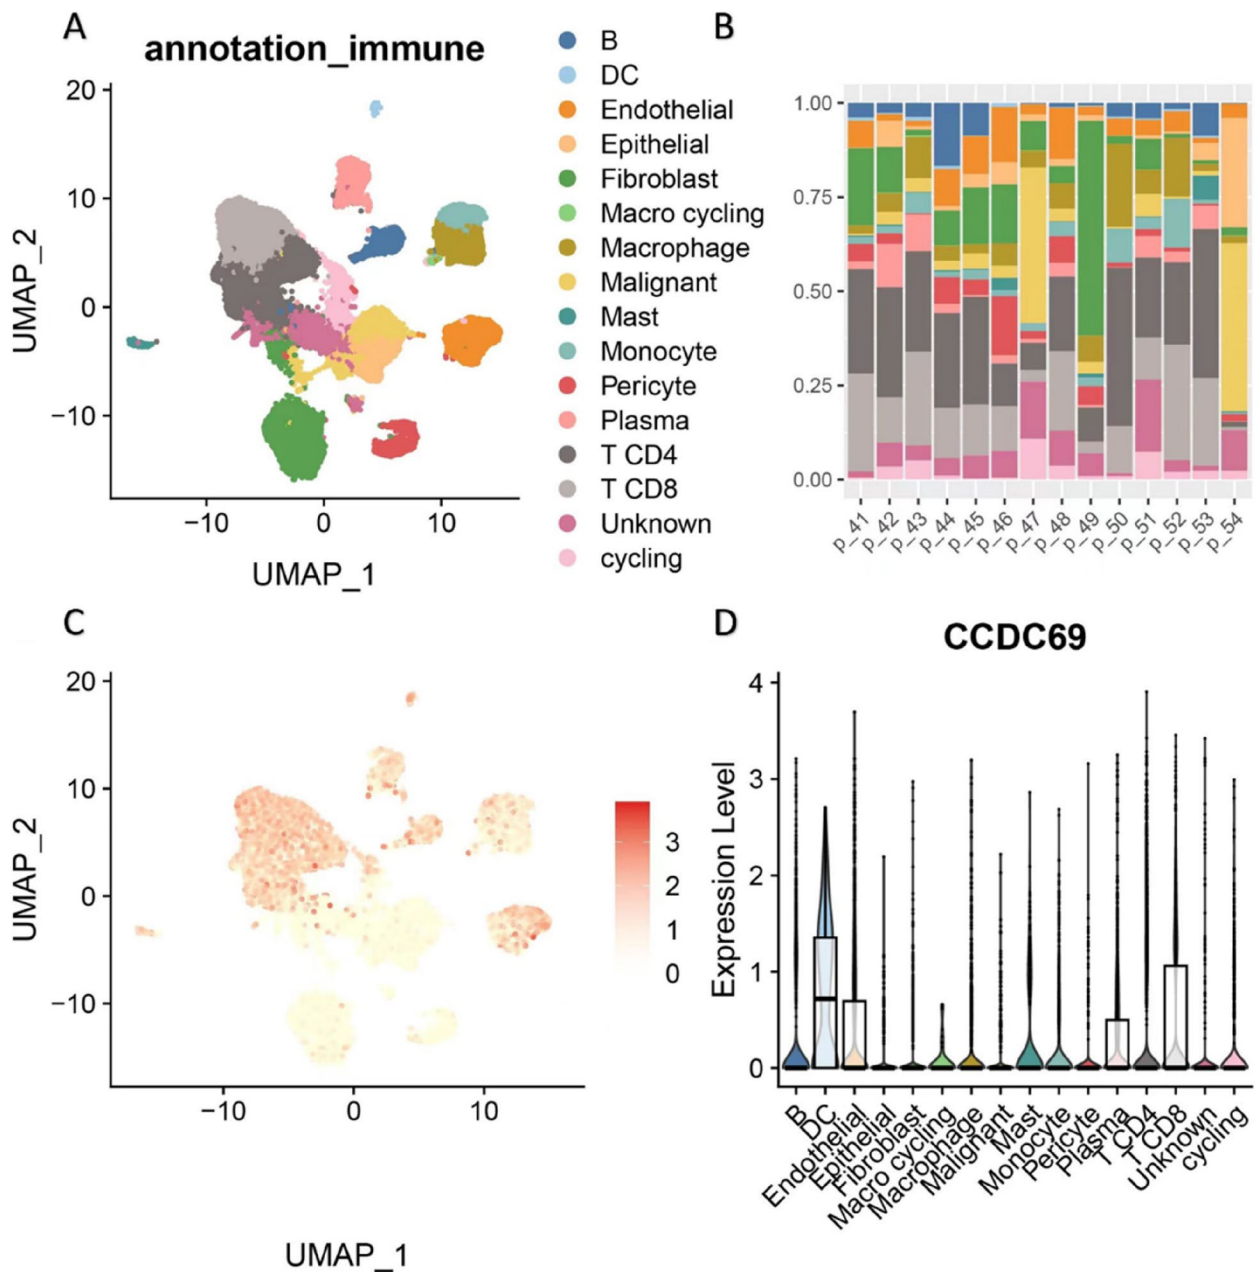 A
annotation_immune
20
10
0
−10
UMAP_2
−10 0 10
UMAP_1
B
DC
Endothelial
Epithelial
Fibroblast
Macro cycling
Macrophage
Malignant
Mast
Monocyte
Pericyte
Plasma
T CD4
T CD8
Unknown
cycling
B
1.00
0.75
0.50
0.25
0.00
p_41 p_42 p_43 p_44 p_45 p_46 p_47 p_48 p_49 p_50 p_51 p_52 p_53 p_54
C
20
10
0
−10
UMAP_2
−10 0 10
UMAP_1
3
2
1
0
D
CCDC69
4
3
2
1
0
Expression Level
B DC Endothelial Epithelial Fibroblast Macro cycling Macrophage Malignant Mast Monocyte Pericyte Plasma T CD4 T CD8 Unknown cycling